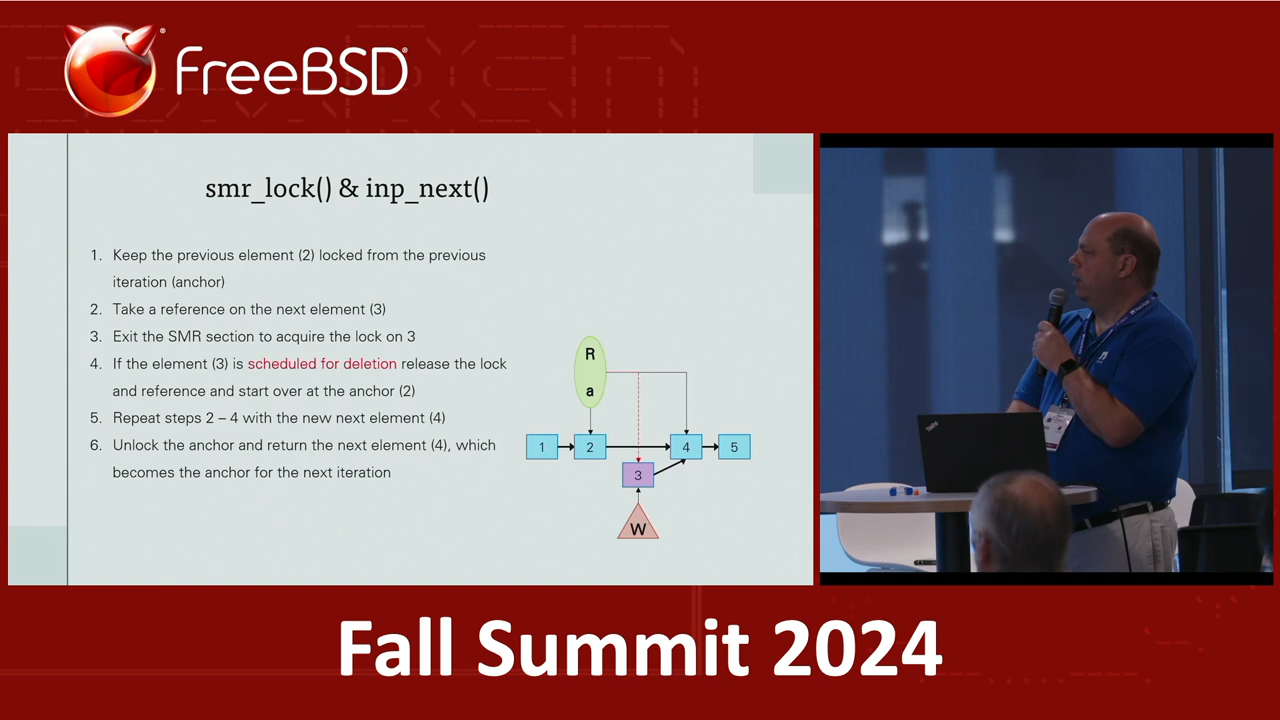 FreeBSD®
smr_lock() & inp_next()
1. Keep the previous element (2) locked from the previous
iteration (anchor)
2. Take a reference on the next element (3)
3. Exit the SMR section to acquire the lock on 3
4. If the element (3) is scheduled for deletion release the lock
and reference and start over at the anchor (2)
5. Repeat steps 2 – 4 with the new next element (4)
6. Unlock the anchor and return the next element (4), which
becomes the anchor for the next iteration
R
a
1
2
4
5
3
W
ThinkPad
Fall Summit 2024